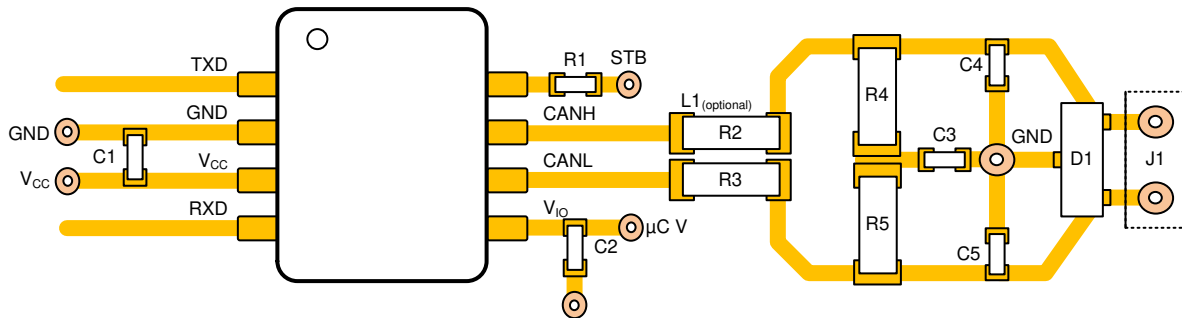 TXD
R1
STB
C4
GND
CANH
L1(optional)
R4
GND
R2
C3
GND
C1
D1
J1
VCC
VCC
CANL
R3
RXD
VIO
C2
µC V
R5
C5